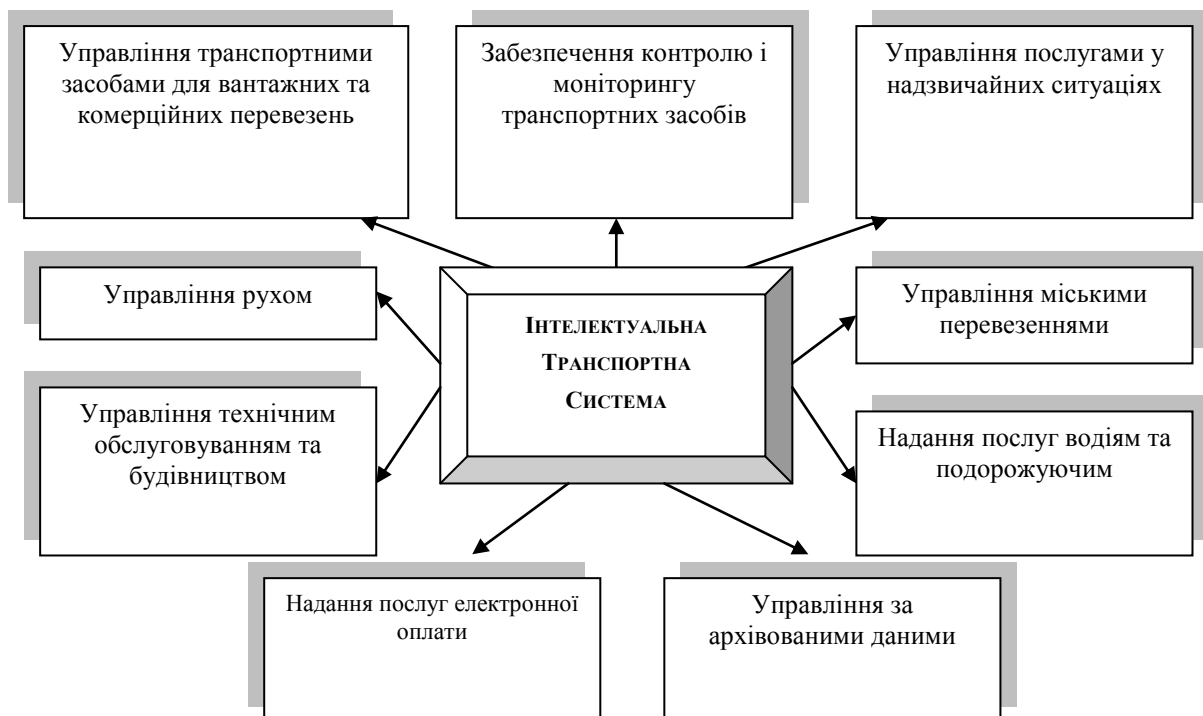 Управління транспортними
засобами для вантажних та
комерційних перевезень
Забезпечення контролю і
моніторингу
транспортних засобів
Управління послугами у
надзвичайних ситуаціях
Управління рухом
ІНТЕЛЕКТУАЛЬНА
ТРАНСПОРТНА
СИСТЕМА
Управління міськими
перевезеннями
Управління технічним
обслуговуванням та
будівництвом
Надання послуг водіям та
подорожуючим
Надання послуг електронної
оплати
Управління за
архівованими даними